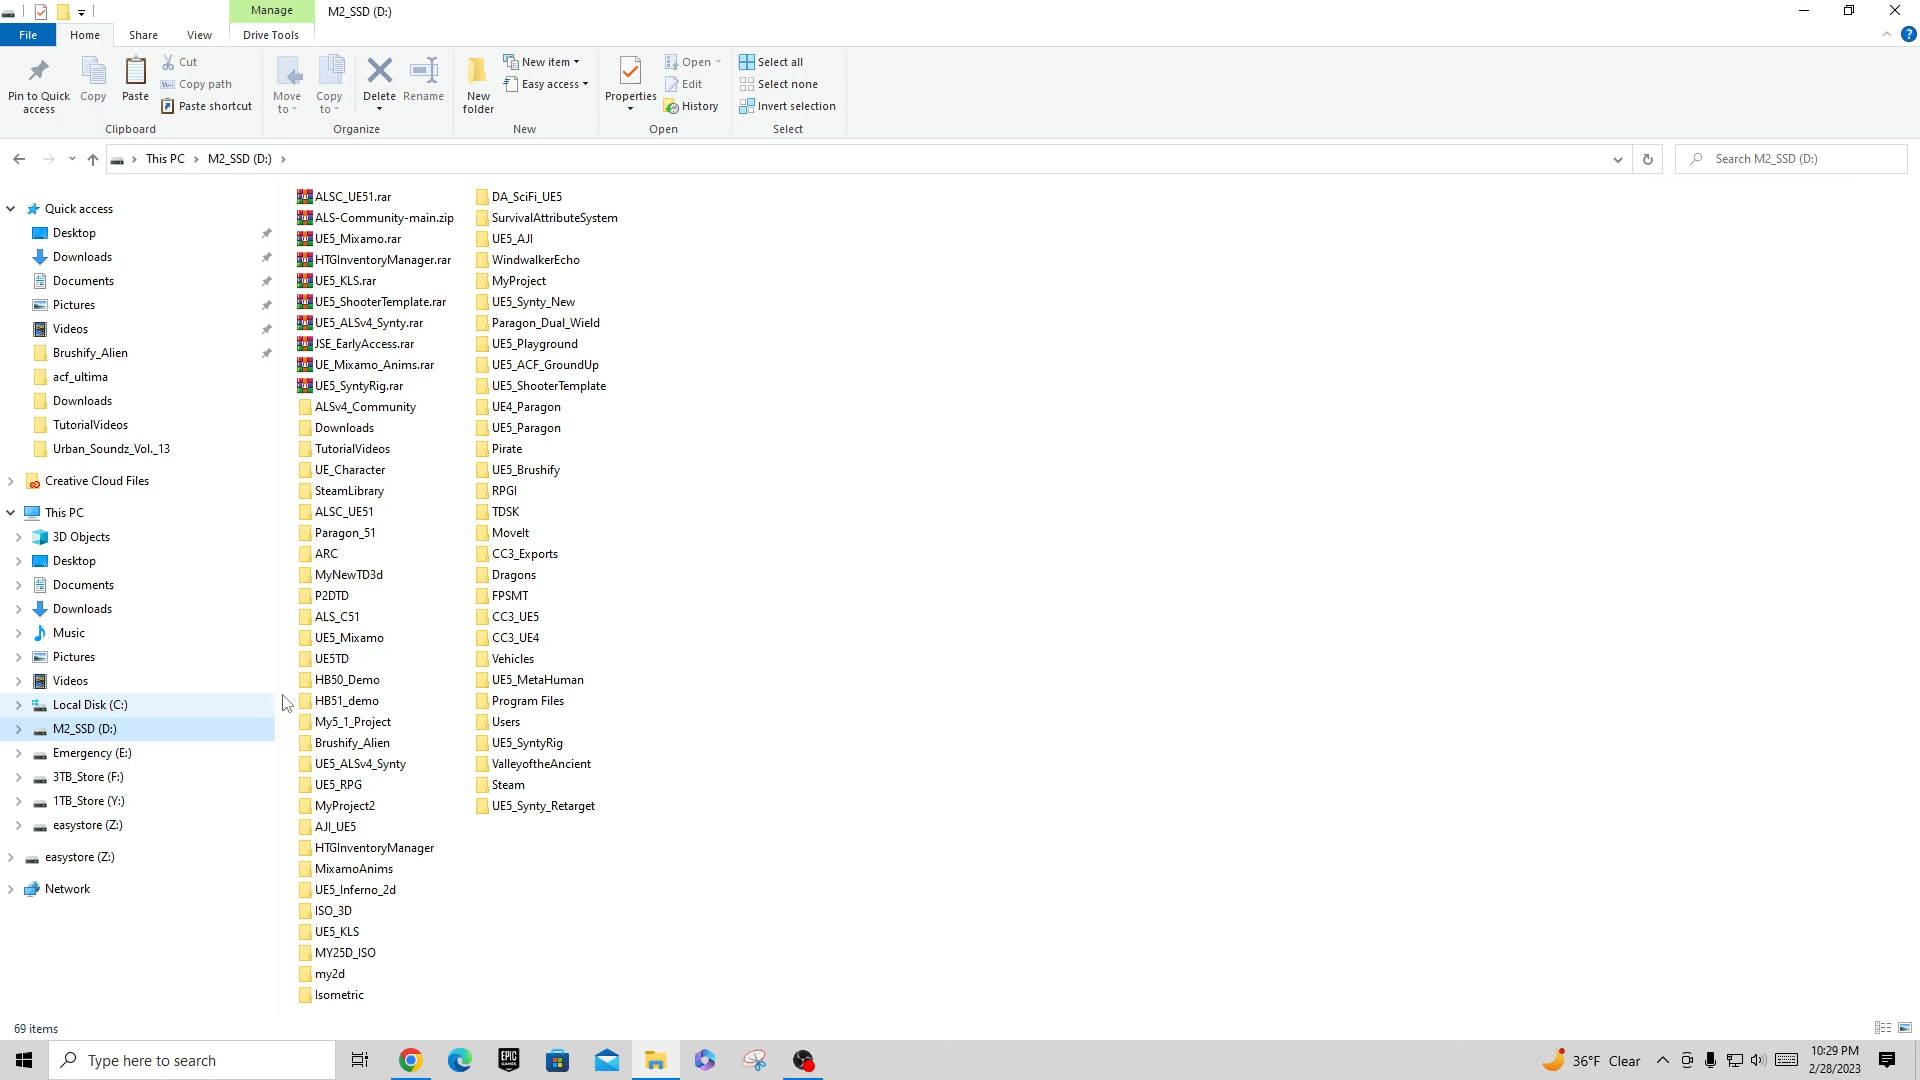 Manage
M2_SSD (D:)
File
Home
Share
View
Drive Tools
Pin to Quick
access
Copy
Paste
Cut
Copy path
Paste shortcut
Move
to
Copy
to
Delete
Rename
New
folder
New item
Easy access
Properties
Open
Edit
History
Select all
Select none
Invert selection
Clipboard
Organize
New
Open
Select
This PC
M2_SSD (D:)
Search M2_SSD (D:)
Quick access
Desktop
Downloads
Documents
Pictures
Videos
Brushify_Alien
acf_ultima
Downloads
TutorialVideos
Urban_Soundz_Vol._13
Creative Cloud Files
This PC
3D Objects
Desktop
Documents
Downloads
Music
Pictures
Videos
Local Disk (C:)
M2_SSD (D:)
Emergency (E:)
3TB_Store (F:)
1TB_Store (Y:)
easystore (Z:)
easystore (Z:)
Network
ALSC_UE51.rar
ALS-Community-main.zip
UE5_Mixamo.rar
HTGInventoryManager.rar
UE5_KLS.rar
UE5_ShooterTemplate.rar
UE5_ALSv4_Synty.rar
JSE_EarlyAccess.rar
UE_Mixamo_Anims.rar
UE5_SyntyRig.rar
ALSv4_Community
Downloads
TutorialVideos
UE_Character
SteamLibrary
ALSC_UE51
Paragon_51
ARC
MyNewTD3d
P2DTD
ALS_C51
UE5_Mixamo
UE5TD
HB50_Demo
HB51_demo
My5_1_Project
Brushify_Alien
UE5_ALSv4_Synty
UE5_RPG
MyProject2
AJI_UE5
HTGInventoryManager
MixamoAnims
UE5_Inferno_2d
ISO_3D
UE5_KLS
MY25D_ISO
my2d
Isometric
DA_SciFi_UE5
SurvivalAttributeSystem
UE5_AJI
WindwalkerEcho
MyProject
UE5_Synty_New
Paragon_Dual_Wield
UE5_Playground
UE5_ACF_GroundUp
UE5_ShooterTemplate
UE4_Paragon
UE5_Paragon
Pirate
UE5_Brushify
RPGI
TDSK
MoveIt
CC3_Exports
Dragons
FPSMT
CC3_UE5
CC3_UE4
Vehicles
UE5_MetaHuman
Program Files
Users
UE5_SyntyRig
ValleyoftheAncient
Steam
UE5_Synty_Retarget
69 items
Type here to search
EPIC
GAMES
36°F Clear
10:29 PM
2/28/2023